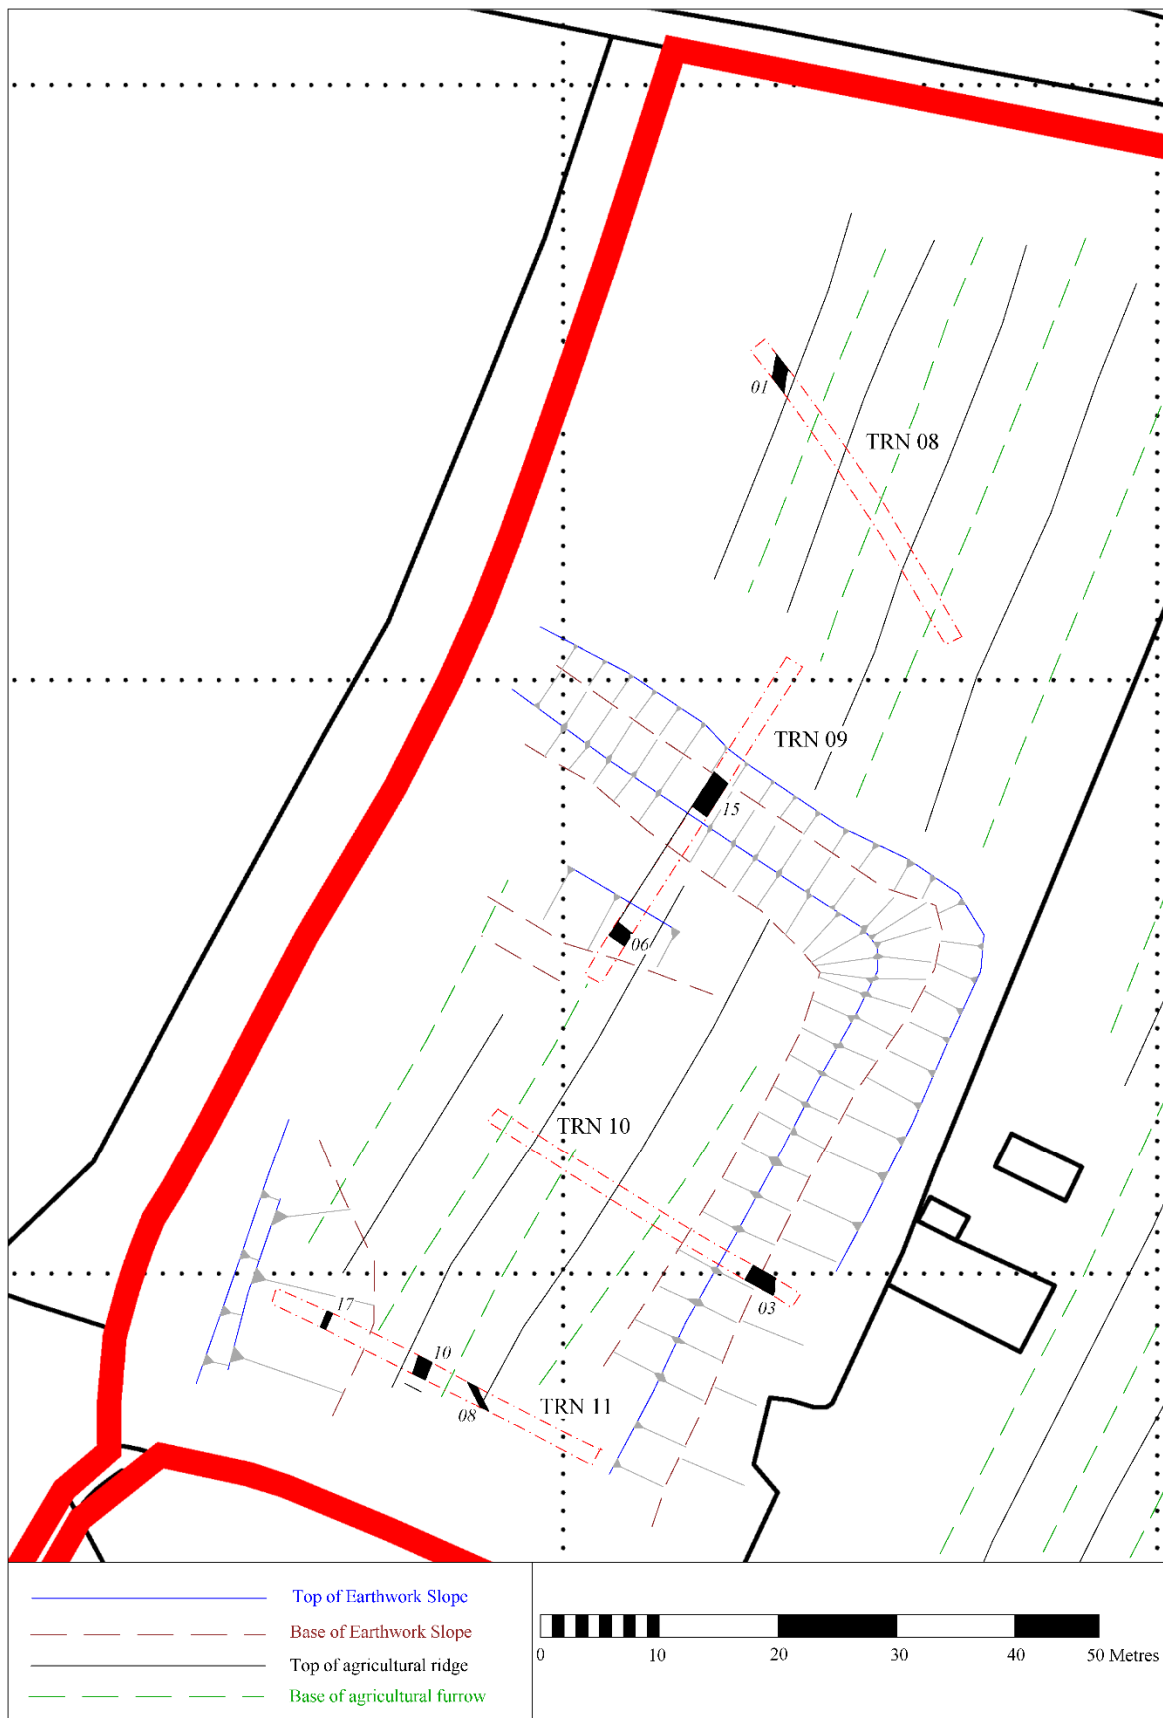 01
TRN 08
TRN 09
15
06
TRN 10
03
17
10
08
TRN 11
Top of Earthwork Slope
Base of Earthwork Slope
Top of agricultural ridge
Base of agricultural furrow
0 10 20 30 40 50 Metres